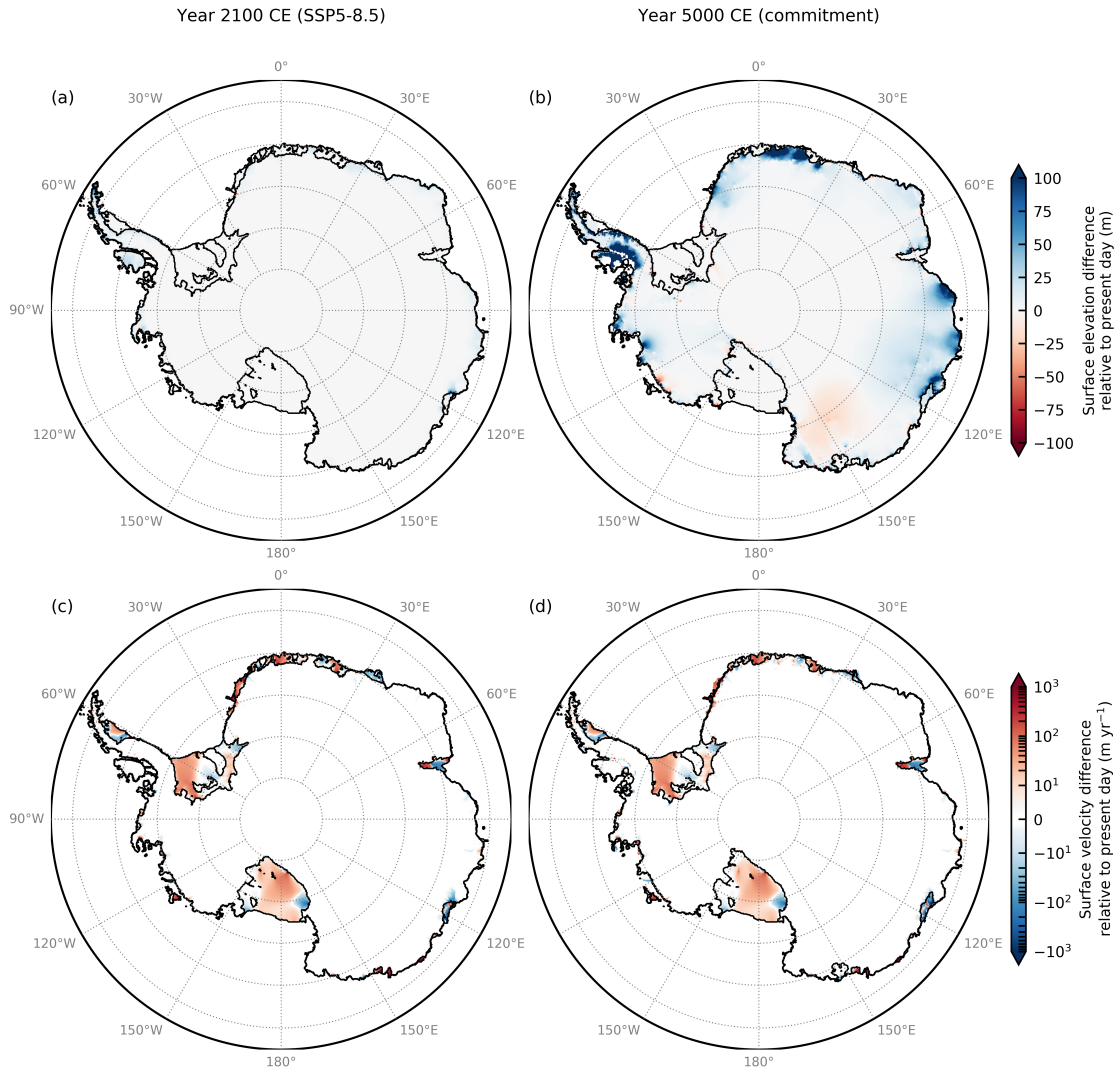 Year 2100 CE (SSP5-8.5)
Year 5000 CE (commitment)
(a)
0°
30°W
30°E
60°W
60°E
90°W
120°W
120°E
150°W
150°E
180°
(b)
0°
30°W
30°E
60°W
60°E
120°W
120°E
150°W
150°E
180°
100
75
50
25
0
−25
−50
−75
−100
Surface elevation difference
relative to present day (m)
(c)
0°
30°W
30°E
60°W
60°E
90°W
120°W
120°E
150°W
150°E
180°
(d)
0°
30°W
30°E
60°W
60°E
120°W
120°E
150°W
150°E
180°
10³
10²
10¹
0
−10¹
−10²
−10³
Surface velocity difference
relative to present day (m yr⁻¹)